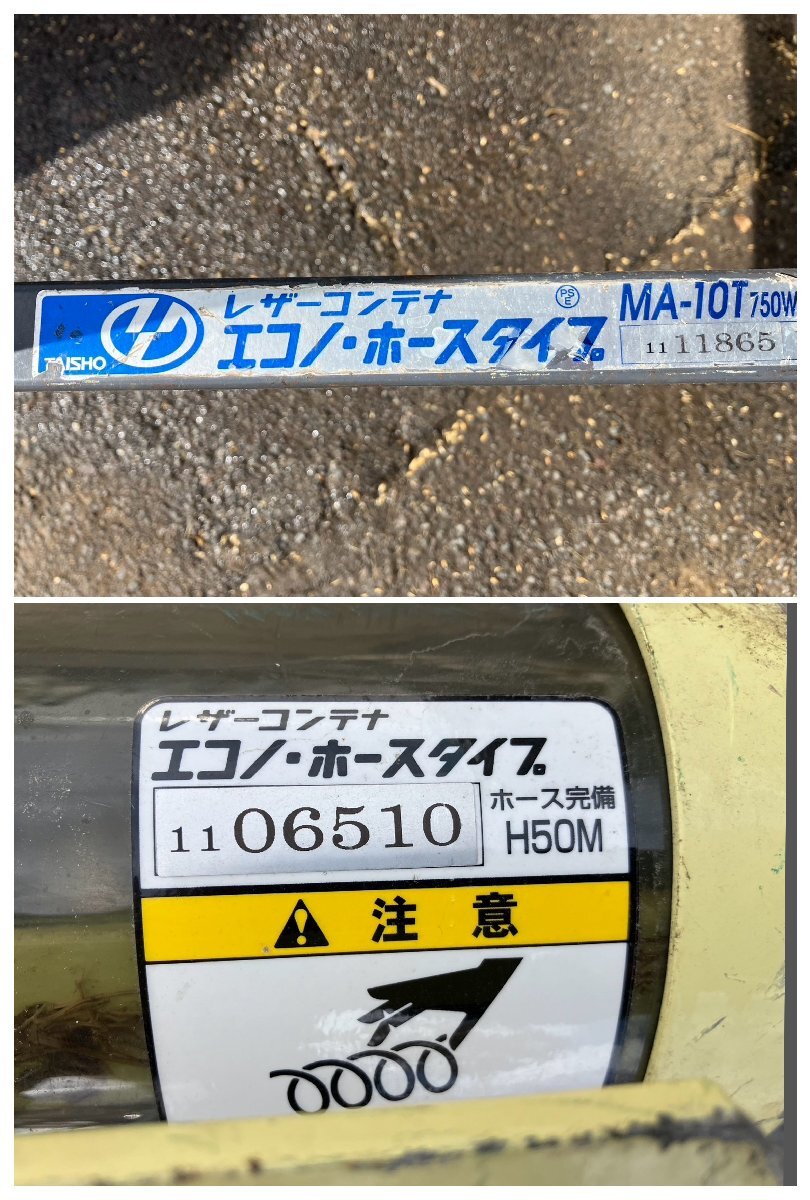 TAISHO
レザーコンテナ
エコノ・ホースタイプ
PS
E
MA-10T 750W
11 11865
レザーコンテナ
エコノ・ホースタイプ
11 06510
ホース完備
H50M
注意